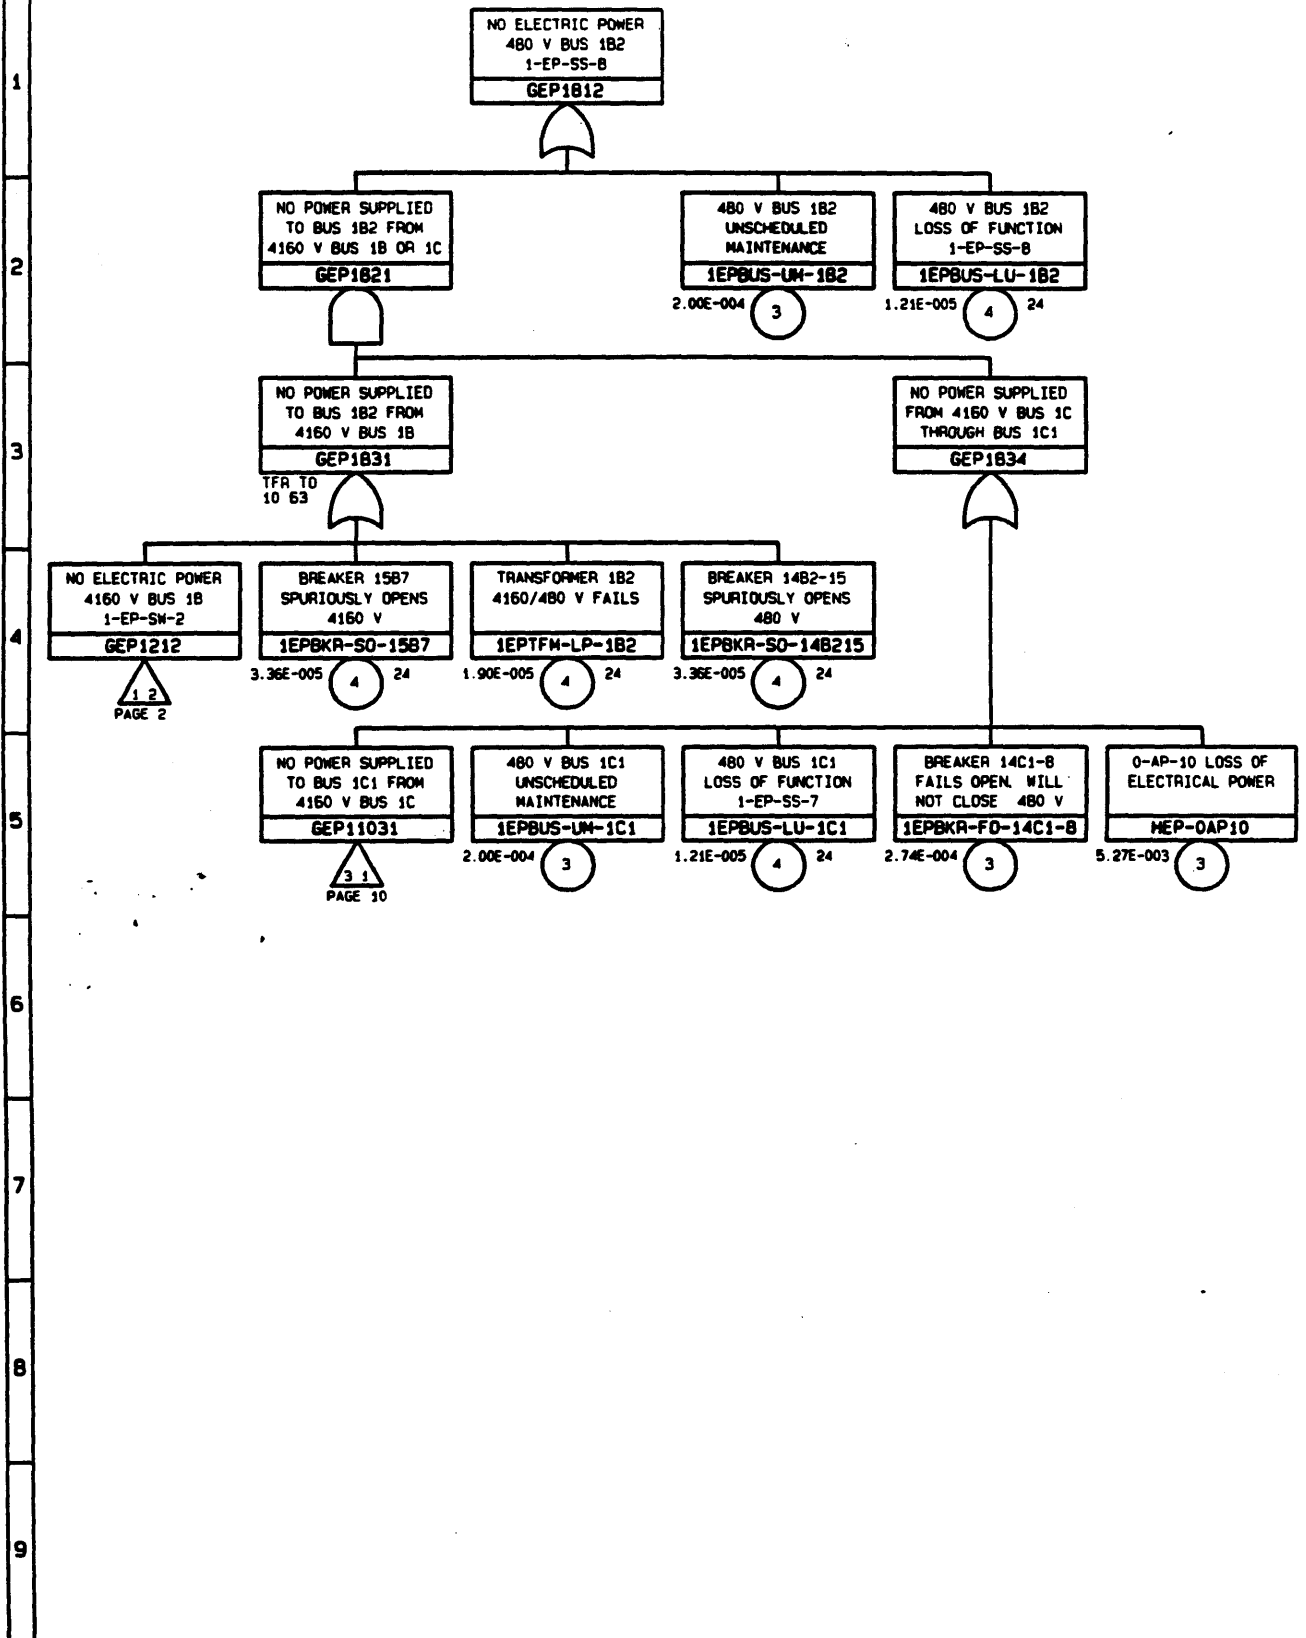 NO ELECTRIC POWER
480 V BUS 1B2
1-EP-SS-8
GEP1B12
1
NO POWER SUPPLIED
TO BUS 1B2 FROM
4160 V BUS 1B OR 1C
GEP1B21
480 V BUS 1B2
UNSCHEDULED
MAINTENANCE
1EPBUS-UM-1B2
2.00E-004
3
480 V BUS 1B2
LOSS OF FUNCTION
1-EP-SS-8
1EPBUS-LU-1B2
1.21E-005
4
24
2
NO POWER SUPPLIED
TO BUS 1B2 FROM
4160 V BUS 1B
GEP1B31
TFR TO
10 63
NO POWER SUPPLIED
FROM 4160 V BUS 1C
THROUGH BUS 1C1
GEP1B34
3
NO ELECTRIC POWER
4160 V BUS 1B
1-EP-SW-2
GEP1212
1 2
PAGE 2
BREAKER 15B7
SPURIOUSLY OPENS
4160 V
1EPBKR-SO-15B7
3.36E-005
4
24
TRANSFORMER 1B2
4160/480 V FAILS
1EPTFM-LP-1B2
1.90E-005
4
24
BREAKER 14B2-15
SPURIOUSLY OPENS
480 V
1EPBKR-SO-14B215
3.36E-005
4
24
4
NO POWER SUPPLIED
TO BUS 1C1 FROM
4160 V BUS 1C
GEP11031
3 1
PAGE 10
480 V BUS 1C1
UNSCHEDULED
MAINTENANCE
1EPBUS-UM-1C1
2.00E-004
3
480 V BUS 1C1
LOSS OF FUNCTION
1-EP-SS-7
1EPBUS-LU-1C1
1.21E-005
4
24
BREAKER 14C1-8
FAILS OPEN. WILL
NOT CLOSE 480 V
1EPBKR-FO-14C1-8
2.74E-004
3
0-AP-10 LOSS OF
ELECTRICAL POWER
HEP-0AP10
5.27E-003
3
5
6
7
8
9